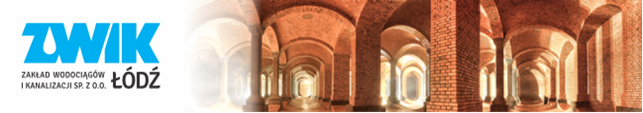 ZWIK
ZAKŁAD WODOCIĄGÓW
I KANALIZACJI SP. Z O.O. ŁÓDŹ